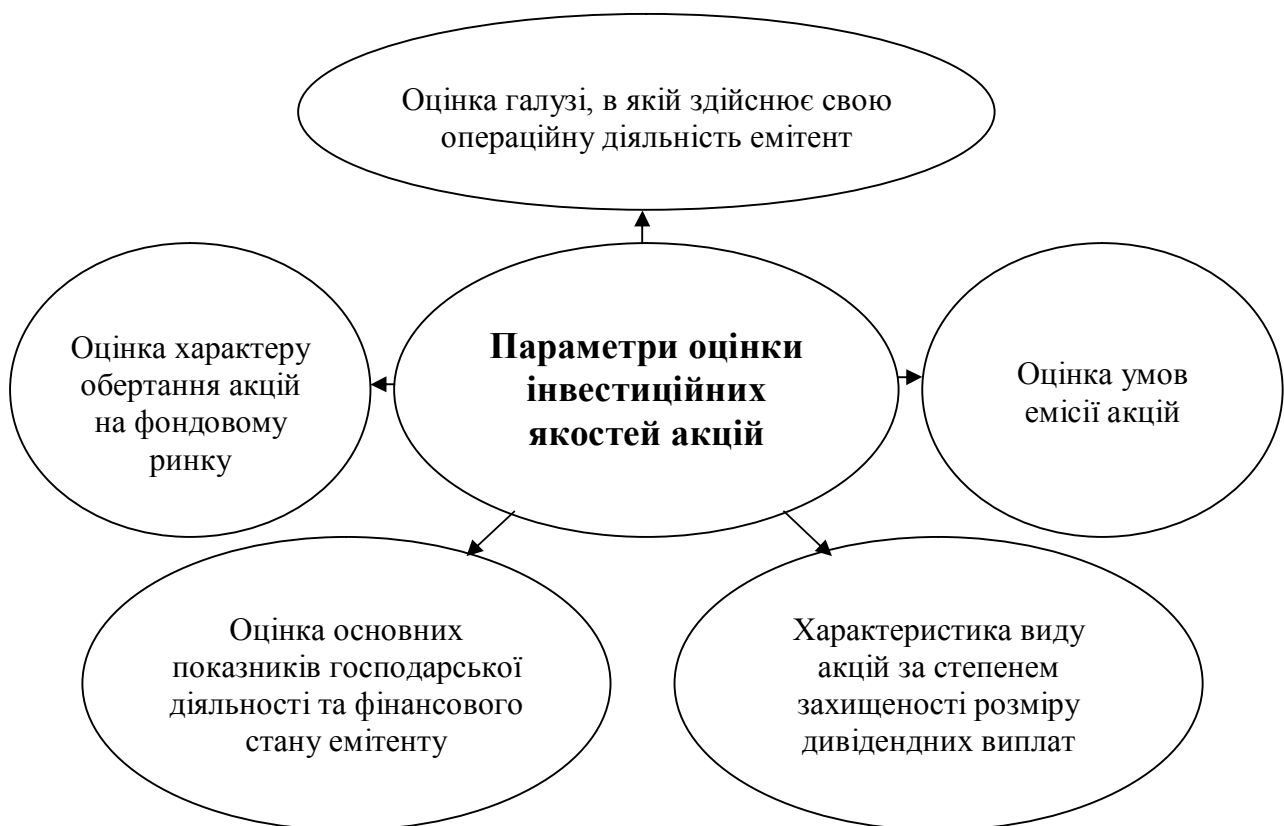 Оцінка галузі, в якій здійснює свою
операційну діяльність емітент
Оцінка характеру
обертання акцій
на фондовому
ринку
Параметри оцінки
інвестиційних
якостей акцій
Оцінка умов
емісії акцій
Оцінка основних
показників господарської
діяльності та фінансового
стану емітенту
Характеристика виду
акцій за степенем
захищеності розміру
дивідендних виплат